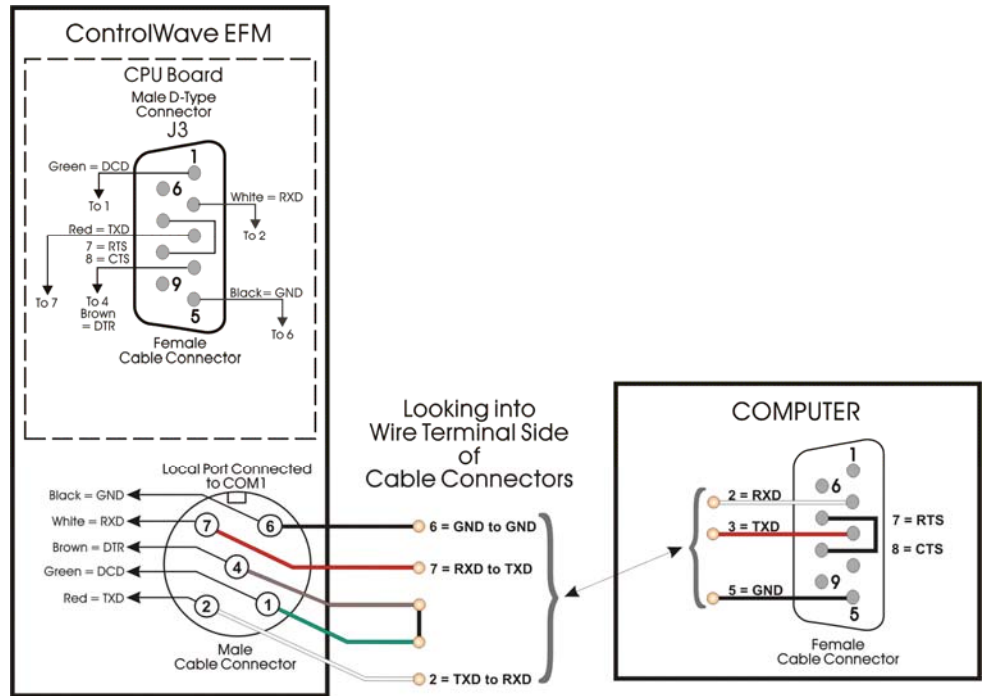 ControlWave EFM
CPU Board
Male D-Type
Connector
J3
1
Green = DCD
6
To 1
White = RXD
Red = TXD
To 2
7 = RTS
8 = CTS
9
To 7
To 4
Brown
= DTR
Black= GND
5
To 6
Female
Cable Connector
Local Port Connected
to COM1
Black = GND
White = RXD
Brown = DTR
Green = DCD
Red = TXD
7
6
4
2
1
Male
Cable Connector
Looking into
Wire Terminal Side
of
Cable Connectors
6 = GND to GND
7 = RXD to TXD
2 = TXD to RXD
COMPUTER
1
6
2 = RXD
3 = TXD
7 = RTS
8 = CTS
9
5 = GND
5
Female
Cable Connector